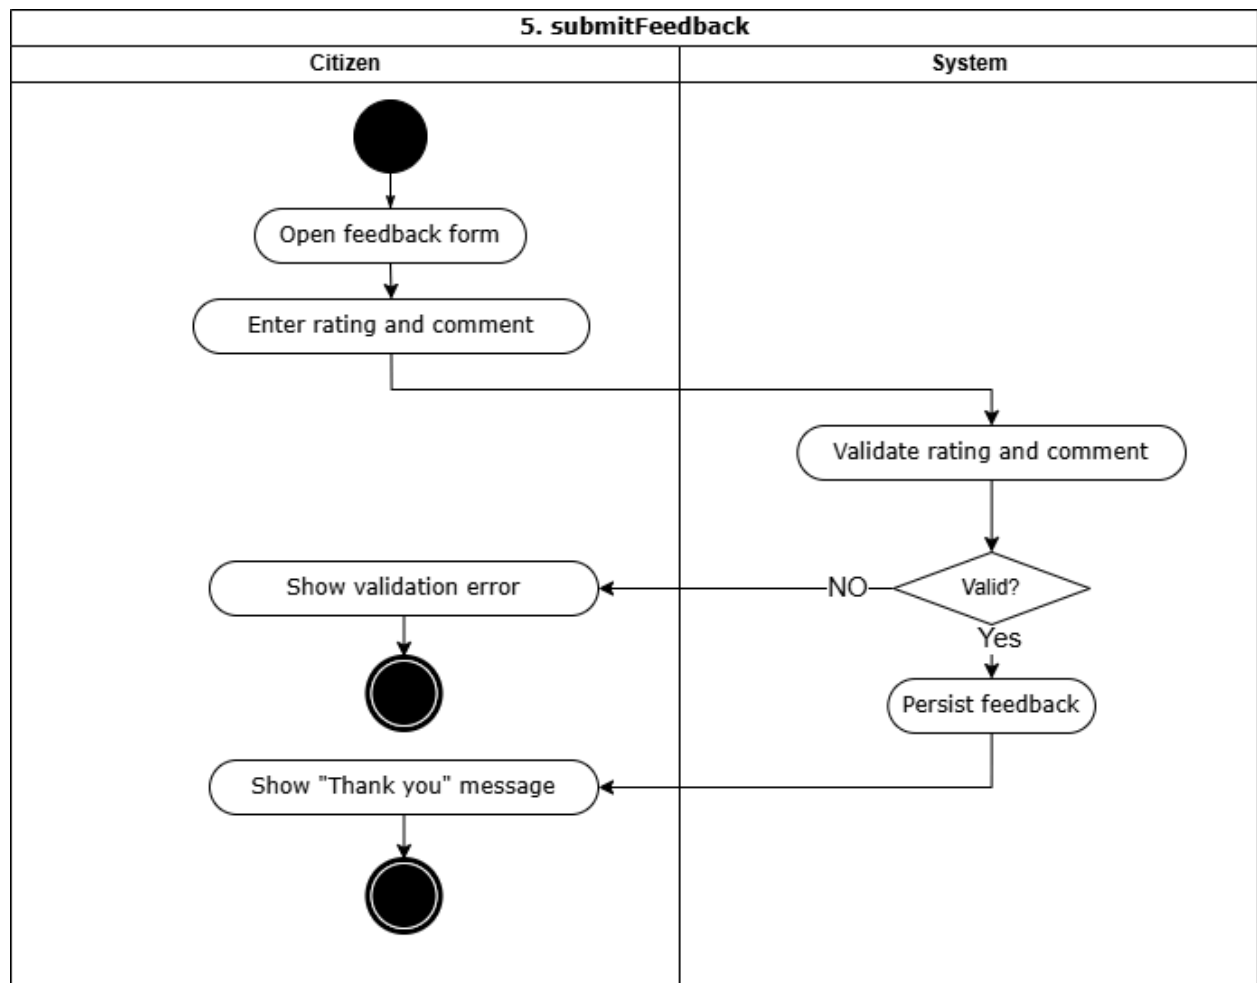 5. submitFeedback
Citizen
System
Open feedback form
Enter rating and comment
Validate rating and comment
Show validation error
NO
Valid?
Yes
Persist feedback
Show "Thank you" message